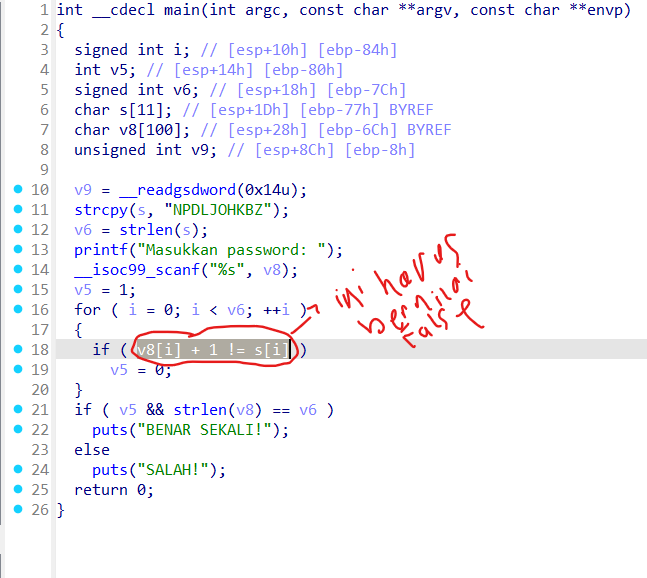 1 int __cdecl main(int argc, const char **argv, const char **envp)
2 {
3 signed int i; // [esp+10h] [ebp-84h]
4 int v5; // [esp+14h] [ebp-80h]
5 signed int v6; // [esp+18h] [ebp-7Ch]
6 char s[11]; // [esp+1Dh] [ebp-77h] BYREF
7 char v8[100]; // [esp+28h] [ebp-6Ch] BYREF
8 unsigned int v9; // [esp+8Ch] [ebp-8h]
9
10 v9 = __readgsdword(0x14u);
11 strcpy(s, "NPDLJOHKBZ");
12 v6 = strlen(s);
13 printf("Masukkan password: ");
14 __isoc99_scanf("%s", v8);
15 v5 = 1;
16 for ( i = 0; i < v6; ++i )
17 {
18 if ( v8[i] + 1 != s[i] )
19 v5 = 0;
20 }
21 if ( v5 && strlen(v8) == v6 )
22 puts("BENAR SEKALI!");
23 else
24 puts("SALAH!");
25 return 0;
26 }
ini harus
bernilai
false